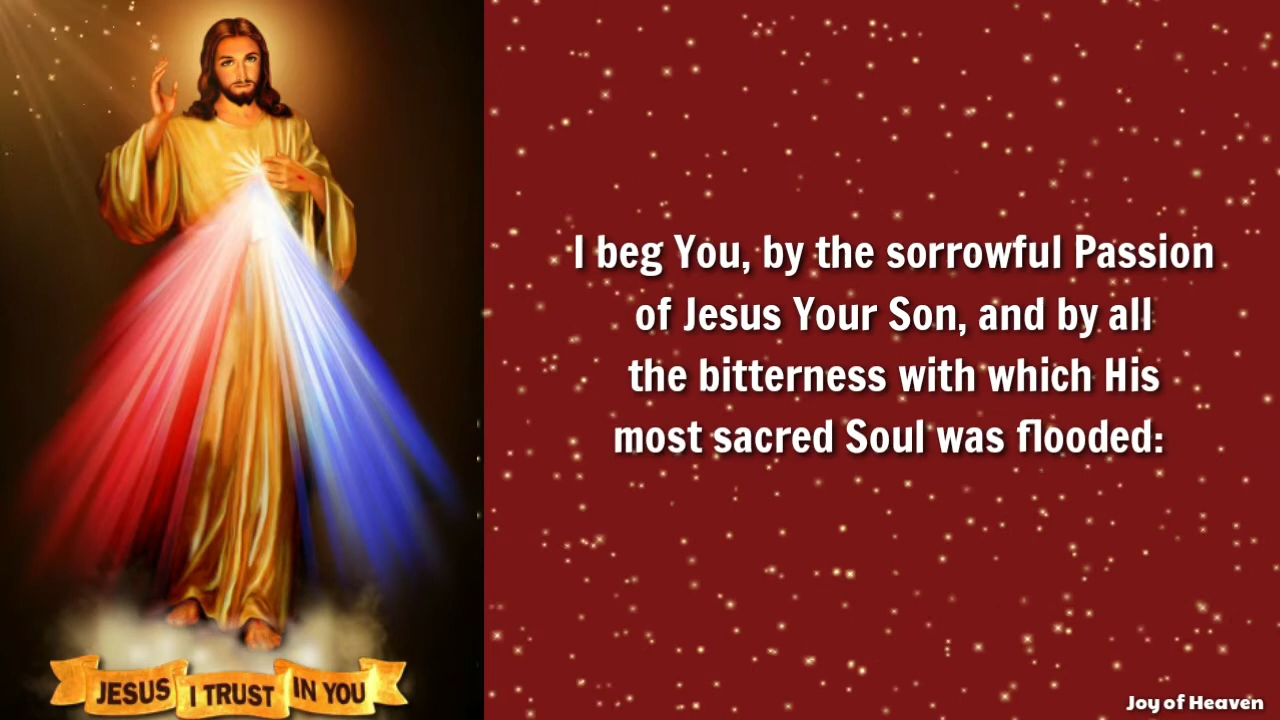 I beg You, by the sorrowful Passion
of Jesus Your Son, and by all
the bitterness with which His
most sacred Soul was flooded:
JESUS I TRUST IN YOU
Joy of Heaven